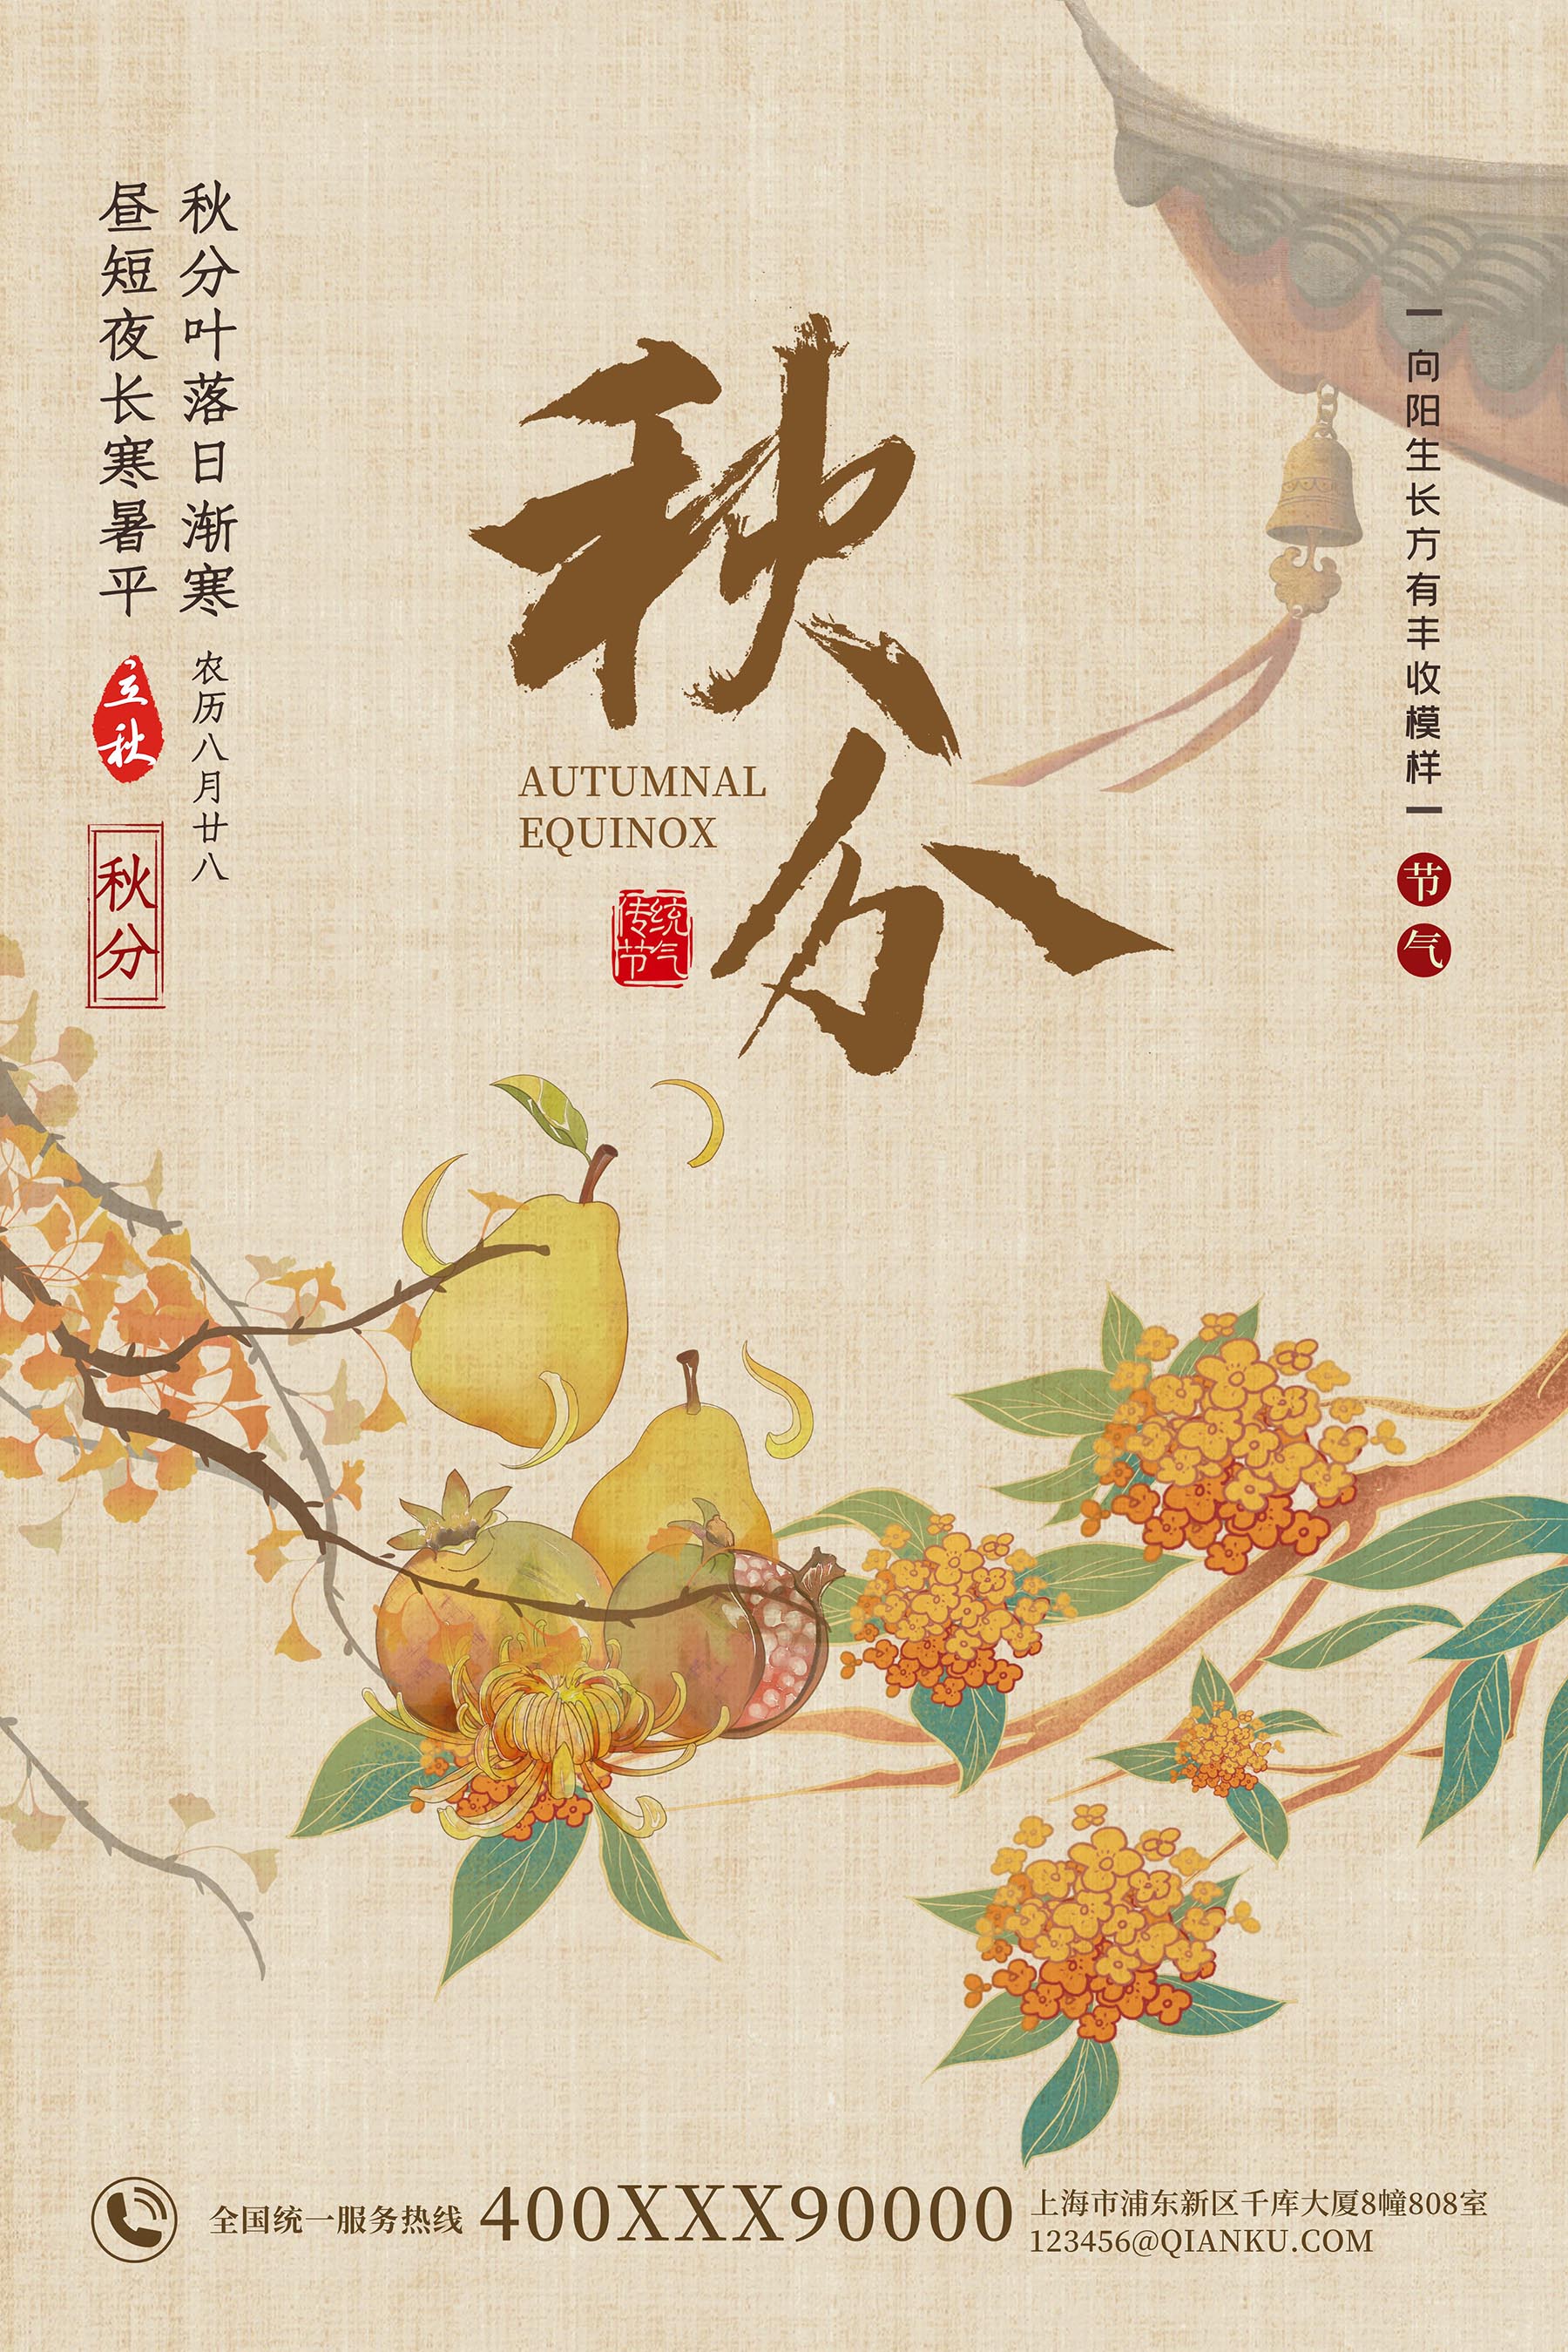 秋分叶落日渐寒
昼短夜长寒暑平
农历八月廿八
立秋
秋分
秋分
AUTUMNAL
EQUINOX
传统
节气
向阳生长方有丰收模样
节气
全国统一服务热线
400XXX90000
上海市浦东新区千库大厦8幢808室
123456@QIANKU.COM